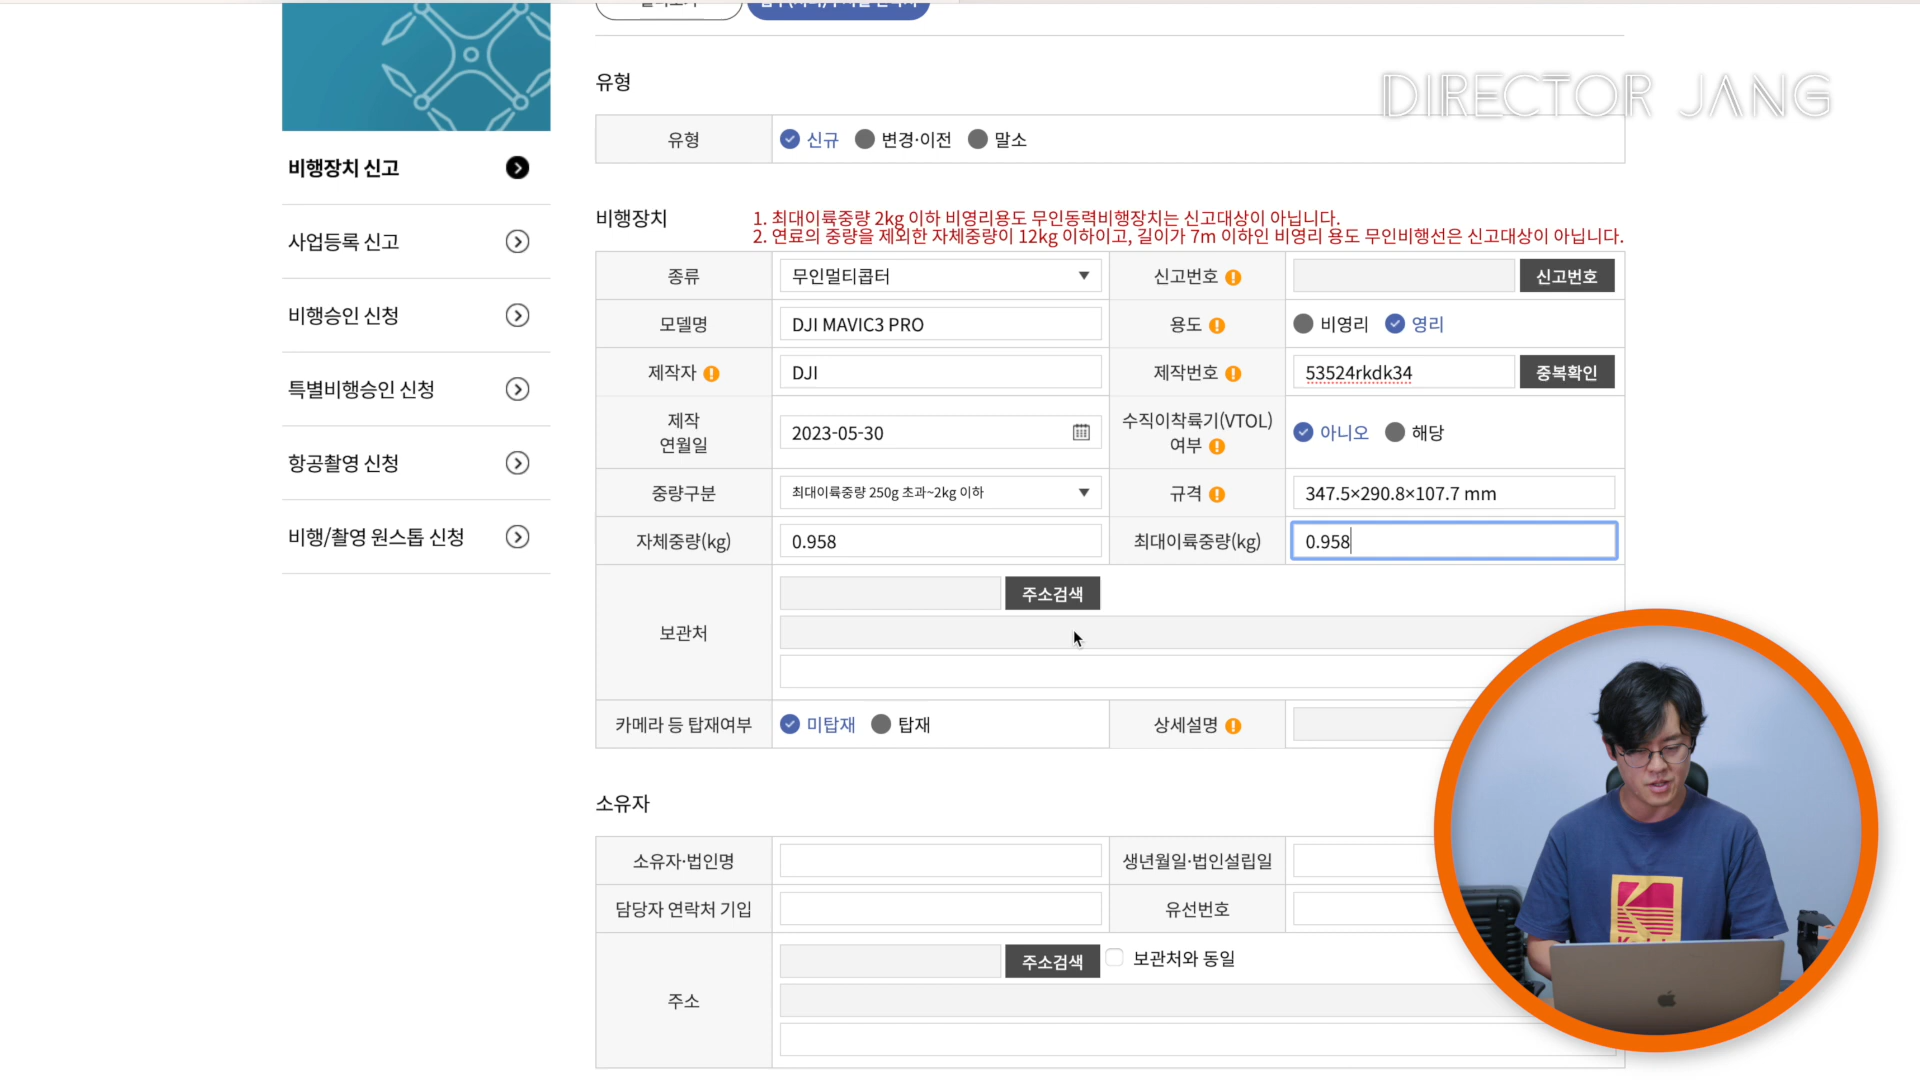 DIRECTOR JANG
유형
유형 신규 변경·이전 말소
비행장치 신고
사업등록 신고
비행승인 신청
특별비행승인 신청
항공촬영 신청
비행/촬영 원스톱 신청
비행장치
1. 최대이륙중량 2kg 이하 비영리용도 무인동력비행장치는 신고대상이 아닙니다.
2. 연료의 중량을 제외한 자체중량이 12kg 이하이고, 길이가 7m 이하인 비영리 용도 무인비행선은 신고대상이 아닙니다.
종류 무인멀티콥터 신고번호 신고번호
모델명 DJI MAVIC3 PRO 용도 비영리 영리
제작자 DJI 제작번호 53524rkdk34 중복확인
제작
연월일 2023-05-30 수직이착륙기(VTOL)
여부 아니오 해당
중량구분 최대이륙중량 250g 초과~2kg 이하 규격 347.5×290.8×107.7 mm
자체중량(kg) 0.958 최대이륙중량(kg) 0.958
보관처 주소검색
카메라 등 탑재여부 미탑재 탑재 상세설명
소유자
소유자·법인명 생년월일·법인설립일
담당자 연락처 기입 유선번호
주소 주소검색 보관처와 동일